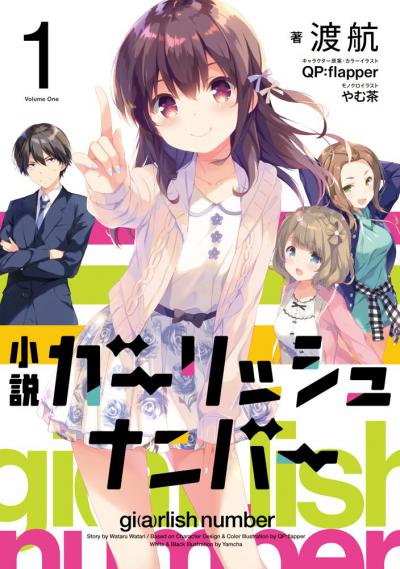 1
Volume One
著 渡航
キャラクター原案・カラーイラスト
QP:flapper
モノクロイラスト
やむ茶
小説 ガーリッシュ
ナンバー
gi(a)rlish
number
gi(a)rlish number
Story by Wataru Watari / Based on Character Design & Color Illustration by QP:flapper
White & Black Illustration by Yamcha